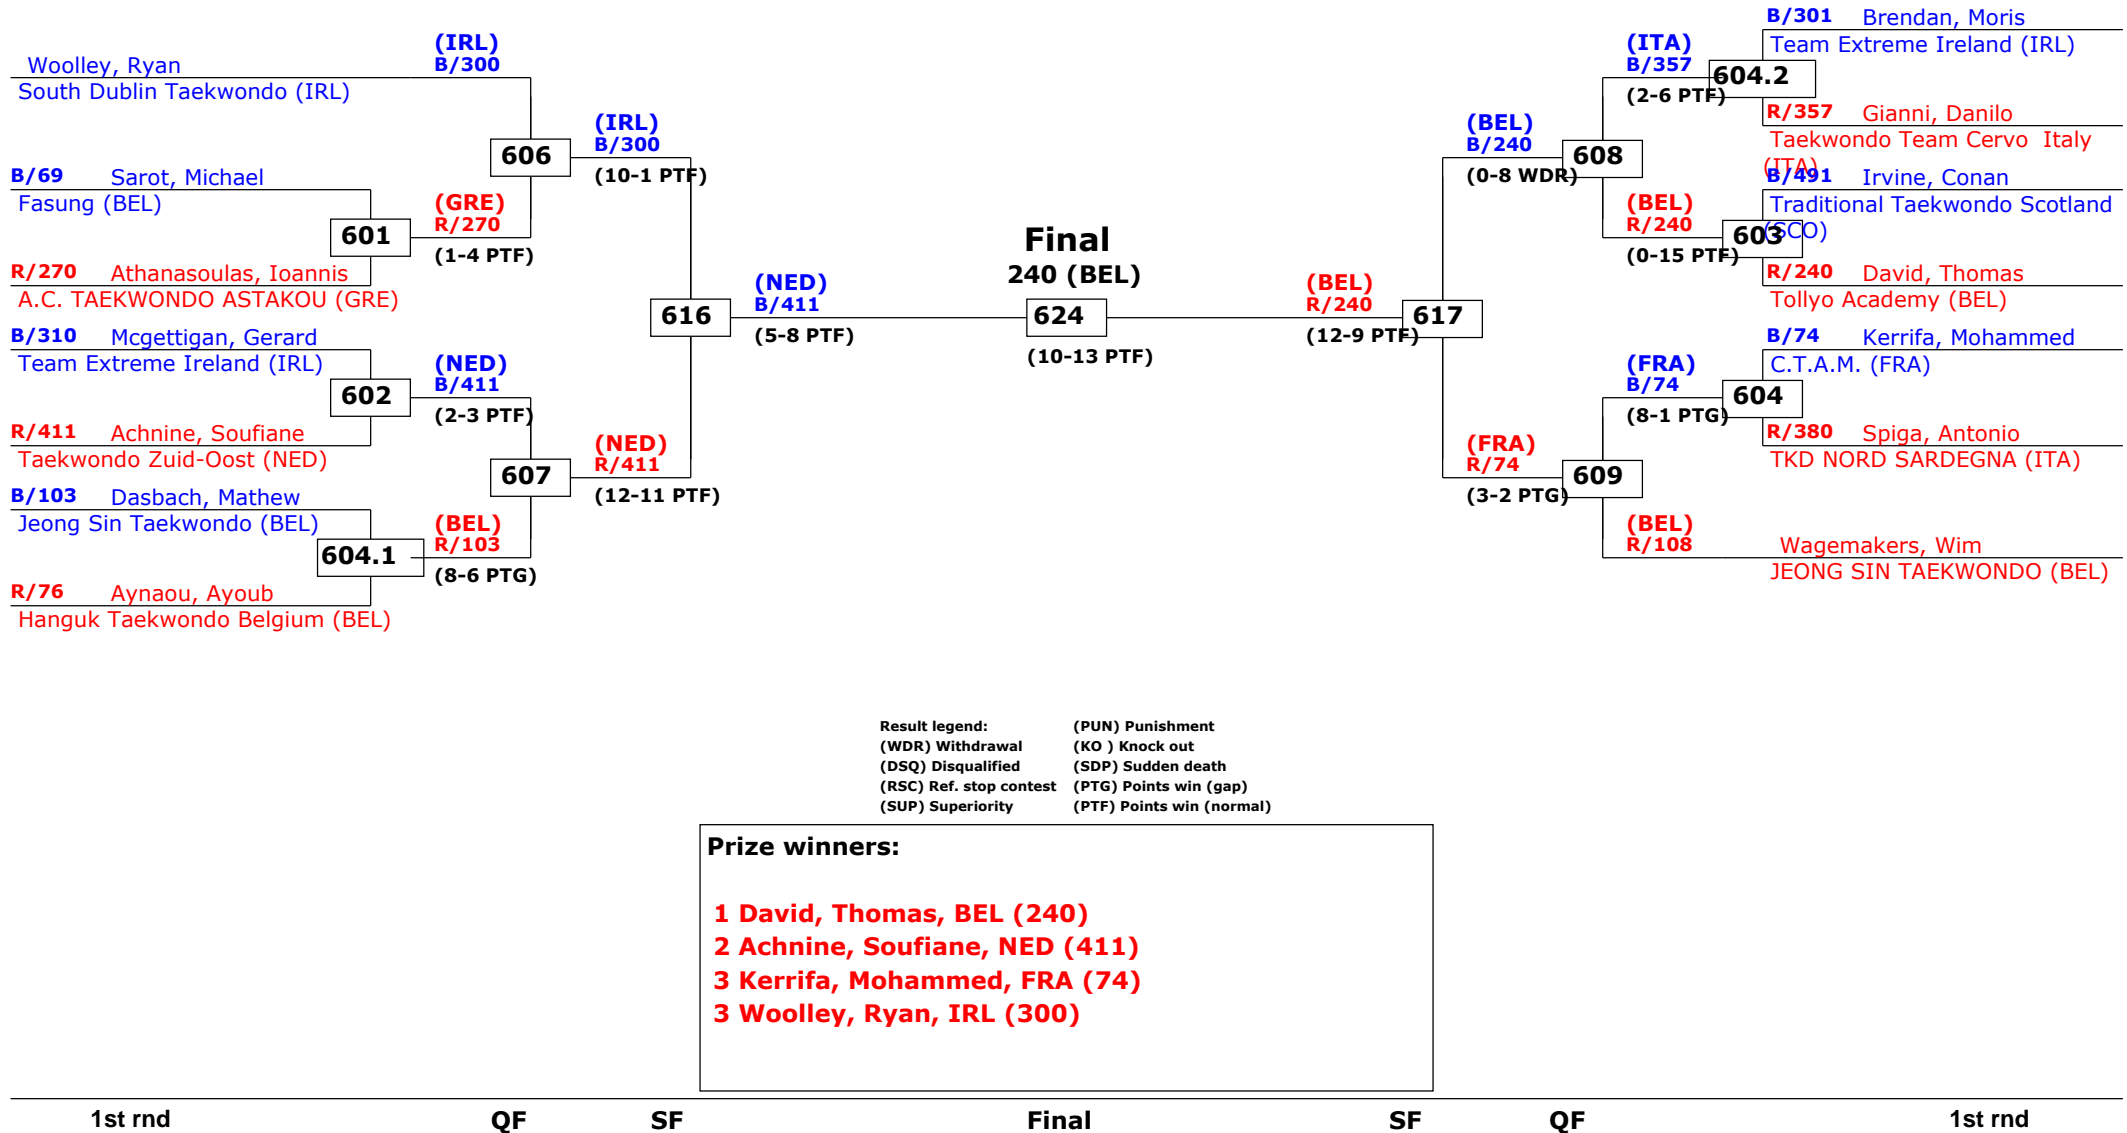 (IRL)
B/300
Woolley, Ryan
South Dublin Taekwondo (IRL)
606
(IRL)
B/300
(10-1 PTF)
B/69 Sarot, Michael
Fasung (BEL)
601
(GRE)
R/270
(1-4 PTF)
R/270 Athanasoulas, Ioannis
A.C. TAEKWONDO ASTAKOU (GRE)
616
(NED)
B/411
(5-8 PTF)
B/310 Mcgettigan, Gerard
Team Extreme Ireland (IRL)
602
(NED)
B/411
(2-3 PTF)
R/411 Achnine, Soufiane
Taekwondo Zuid-Oost (NED)
607
(NED)
R/411
(12-11 PTF)
B/103 Dasbach, Mathew
Jeong Sin Taekwondo (BEL)
604.1
(BEL)
R/103
(8-6 PTG)
R/76 Aynaou, Ayoub
Hanguk Taekwondo Belgium (BEL)
Final
240 (BEL)
624
(10-13 PTF)
B/301 Brendan, Moris
Team Extreme Ireland (IRL)
(ITA)
B/357
604.2
(2-6 PTF)
R/357 Gianni, Danilo
Taekwondo Team Cervo Italy
(ITA)
(BEL)
B/240
608
(0-8 WDR)
B/491 Irvine, Conan
Traditional Taekwondo Scotland
(SCO)
(BEL)
R/240
603
(0-15 PTF)
R/240 David, Thomas
Tollyo Academy (BEL)
(BEL)
R/240
617
(12-9 PTF)
B/74 Kerrifa, Mohammed
C.T.A.M. (FRA)
(FRA)
B/74
604
(8-1 PTG)
R/380 Spiga, Antonio
TKD NORD SARDEGNA (ITA)
(FRA)
R/74
609
(3-2 PTG)
(BEL)
R/108
Wagemakers, Wim
JEONG SIN TAEKWONDO (BEL)
Result legend: (PUN) Punishment
(WDR) Withdrawal (KO ) Knock out
(DSQ) Disqualified (SDP) Sudden death
(RSC) Ref. stop contest (PTG) Points win (gap)
(SUP) Superiority (PTF) Points win (normal)
Prize winners:
1 David, Thomas, BEL (240)
2 Achnine, Soufiane, NED (411)
3 Kerrifa, Mohammed, FRA (74)
3 Woolley, Ryan, IRL (300)
1st rnd QF SF Final SF QF 1st rnd